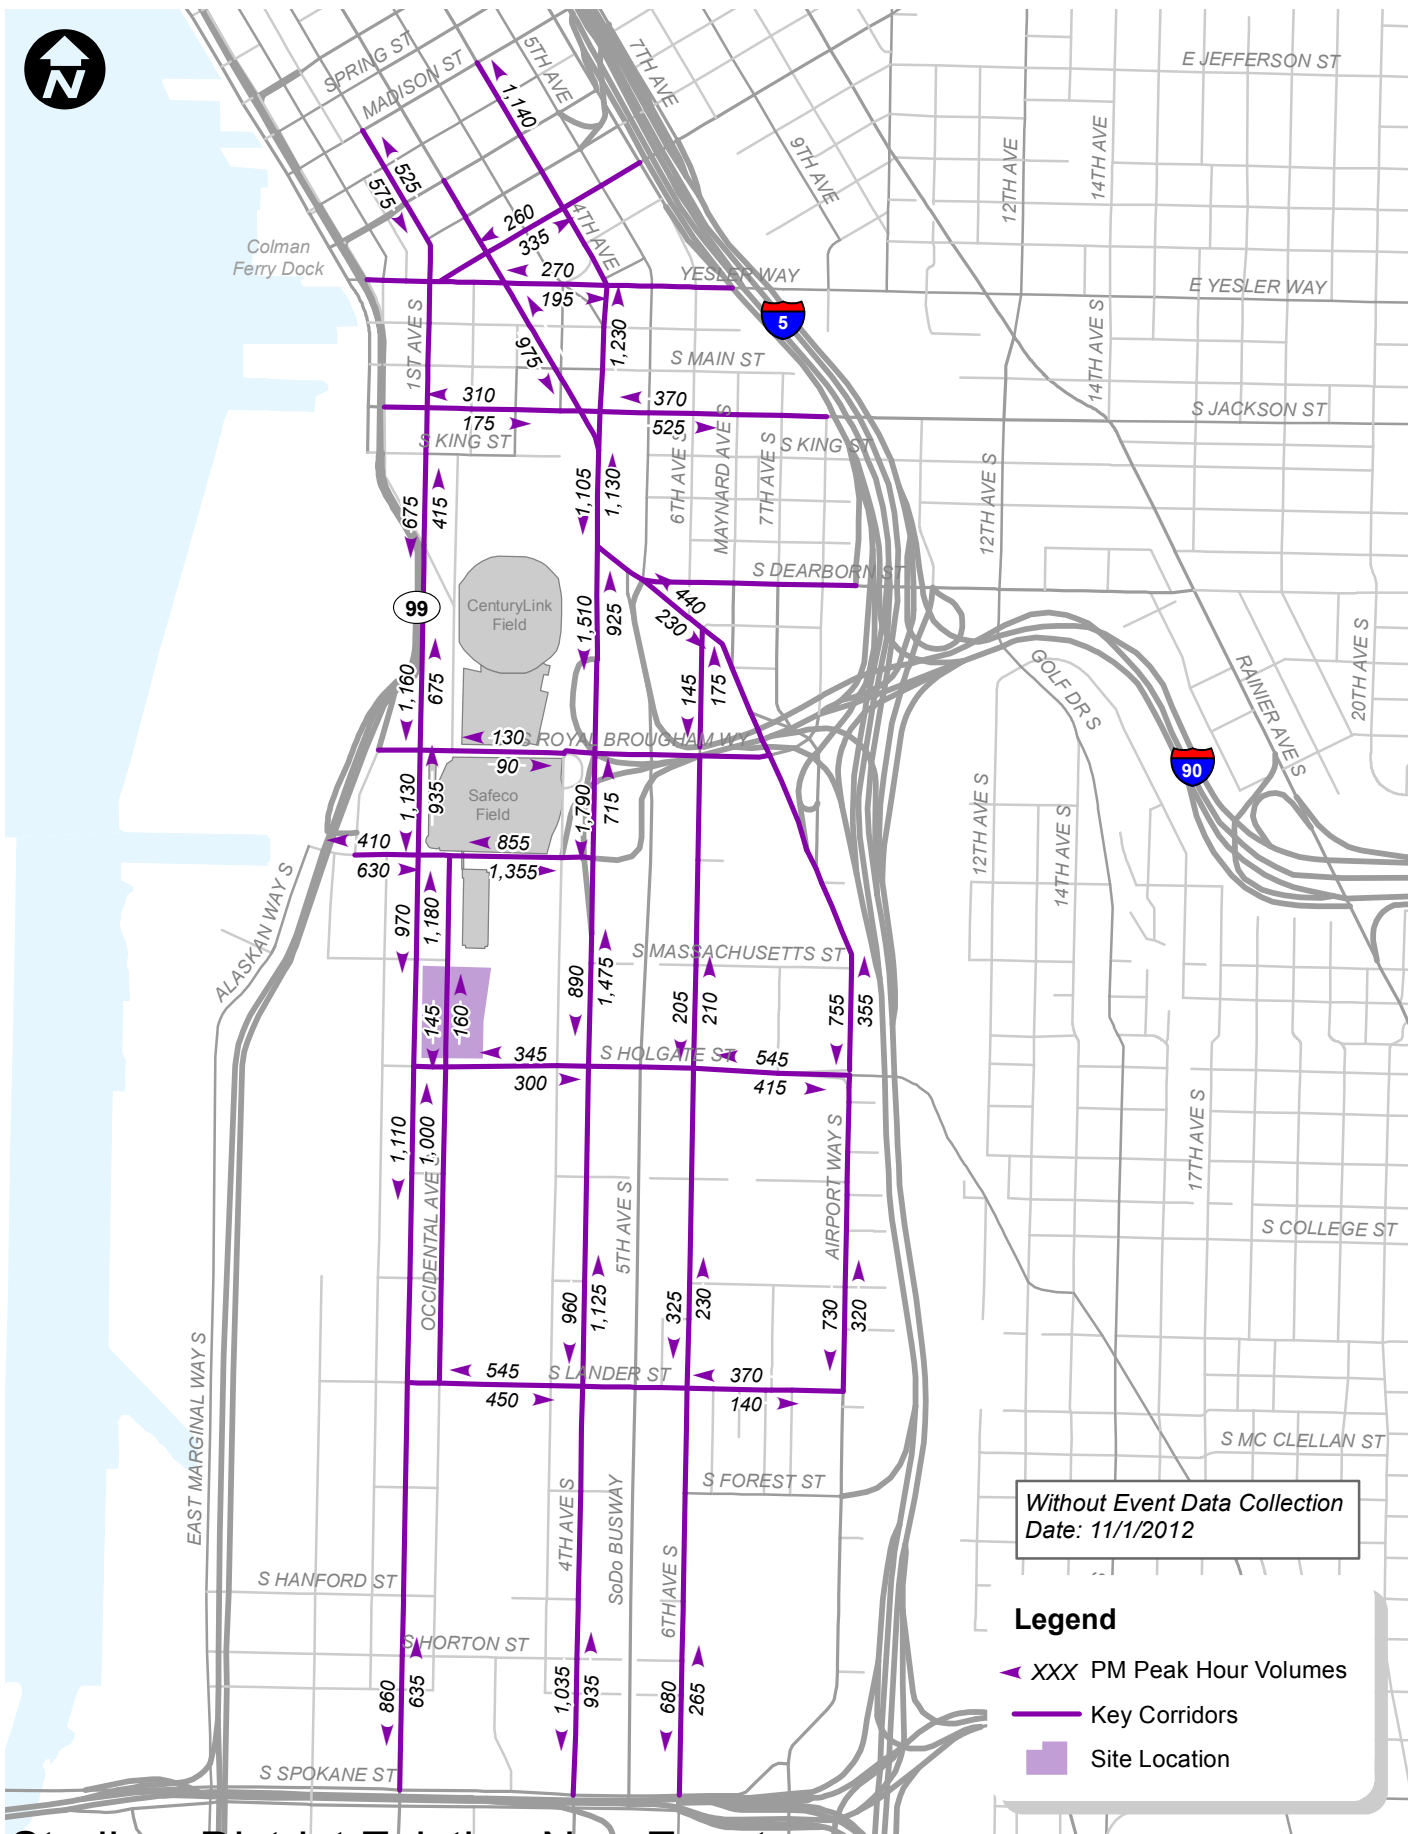 N
SPRING ST
MADISON ST
5TH AVE
7TH AVE
E JEFFERSON ST
1,140
9TH AVE
12TH AVE
14TH AVE
525
575
260
335
4TH AVE
Colman
Ferry Dock
270
195
YESLER WAY
E YESLER WAY
5
1ST AVE S
975
1,230
S MAIN ST
14TH AVE S
310
175
370
525
S JACKSON ST
S KING ST
S KING ST
6TH AVE S
MAYNARD AVE S
7TH AVE S
12TH AVE S
675
415
1,105
1,130
S DEARBORN ST
99
CenturyLink
Field
1,510
925
440
230
GOLF DR S
RAINIER AVE S
20TH AVE S
1,160
675
145
175
130
90
S ROYAL BROUGHAM WY
90
1,130
935
Safeco
Field
1,790
715
12TH AVE S
14TH AVE S
410
630
855
1,355
ALASKAN WAY S
970
1,180
S MASSACHUSETTS ST
890
1,475
205
210
755
355
145
160
345
300
S HOLGATE ST
545
415
1,110
1,000
OCCIDENTAL AVE S
5TH AVE S
AIRPORT WAY S
17TH AVE S
S COLLEGE ST
960
1,125
325
230
730
320
EAST MARGINAL WAY S
545
450
S LANDER ST
370
140
S MC CLELLAN ST
4TH AVE S
SoDo BUSWAY
S FOREST ST
6TH AVE S
Without Event Data Collection
Date: 11/1/2012
S HANFORD ST
S HORTON ST
860
635
1,035
935
680
265
S SPOKANE ST
Legend
XXX PM Peak Hour Volumes
Key Corridors
Site Location